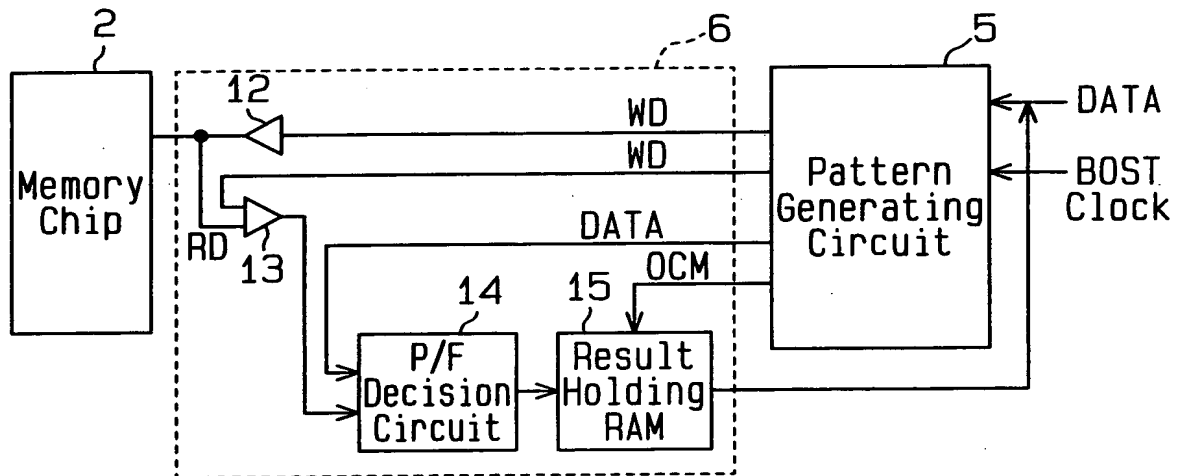 2
6
5
12
WD
DATA
WD
BOST
Clock
Memory
Chip
Pattern
Generating
Circuit
RD
13
DATA
OCM
14
15
P/F
Decision
Circuit
Result
Holding
RAM